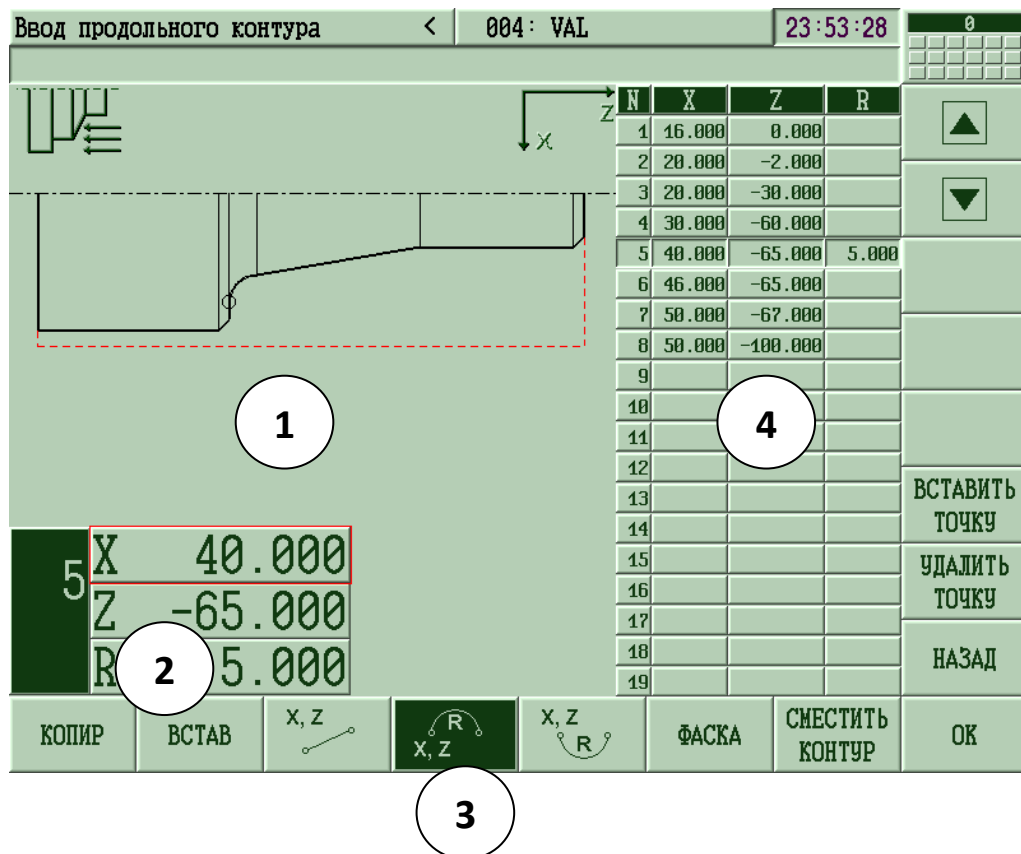 Ввод продольного контура < 004: VAL 23:53:28 0
Z
X
N X Z R
1 16.000 0.000
2 20.000 -2.000
3 20.000 -30.000
4 30.000 -60.000
5 40.000 -65.000 5.000
6 46.000 -65.000
7 50.000 -67.000
8 50.000 -100.000
9
10
11
12
13
14
15
16
17
18
19
1
4
5
X 40.000
Z -65.000
R 5.000
2
ВСТАВИТЬ
ТОЧКУ
УДАЛИТЬ
ТОЧКУ
НАЗАД
КОПИР
ВСТАВ
X, Z
R
X, Z
X, Z
R
ФАСКА
СМЕСТИТЬ
КОНТУР
ОК
3